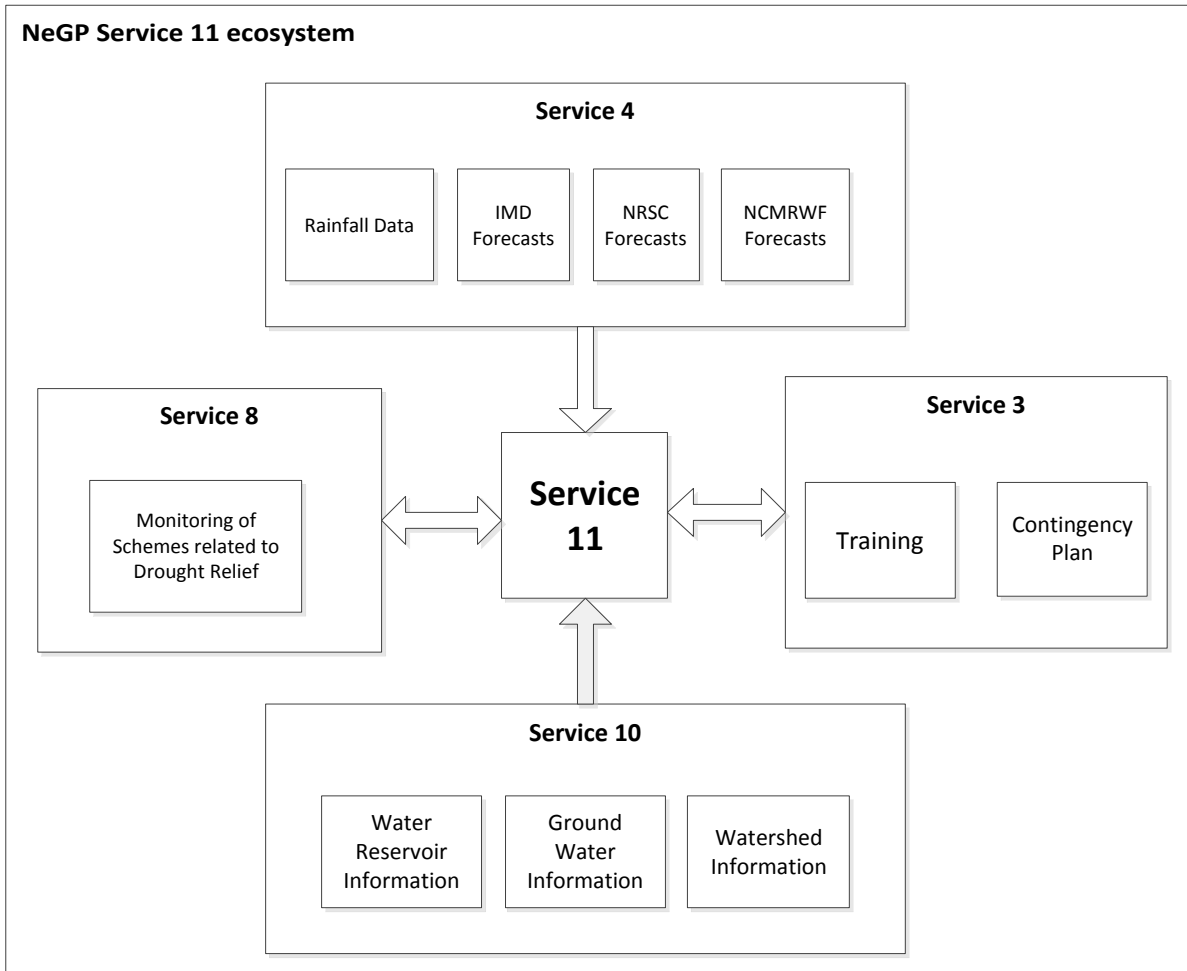 NeGP Service 11 ecosystem
Service 4
Rainfall Data
IMD
Forecasts
NRSC
Forecasts
NCMRWF
Forecasts
Service 8
Monitoring of
Schemes related to
Drought Relief
Service
11
Service 3
Training
Contingency
Plan
Service 10
Water
Reservoir
Information
Ground
Water
Information
Watershed
Information